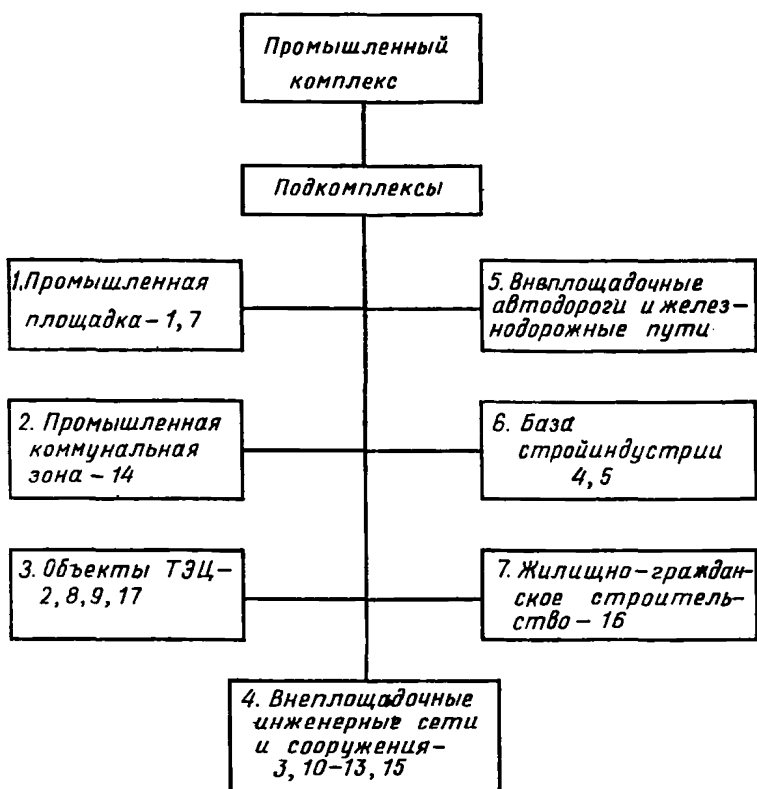 Промышленный
комплекс
Подкомплексы
1.Промышленная
площадка – 1, 7
2. Промышленная
коммунальная
зона – 14
3. Объекты ТЭЦ –
2, 8, 9, 17
4. Внеплощадочные
инженерные сети
и сооружения –
3, 10–13, 15
5. Внвплощадочные
автодороги и желез-
нодорожные пути
6. База
стройиндустрии
4, 5
7. Жилищно-граждан-
ское строитель-
ство – 16